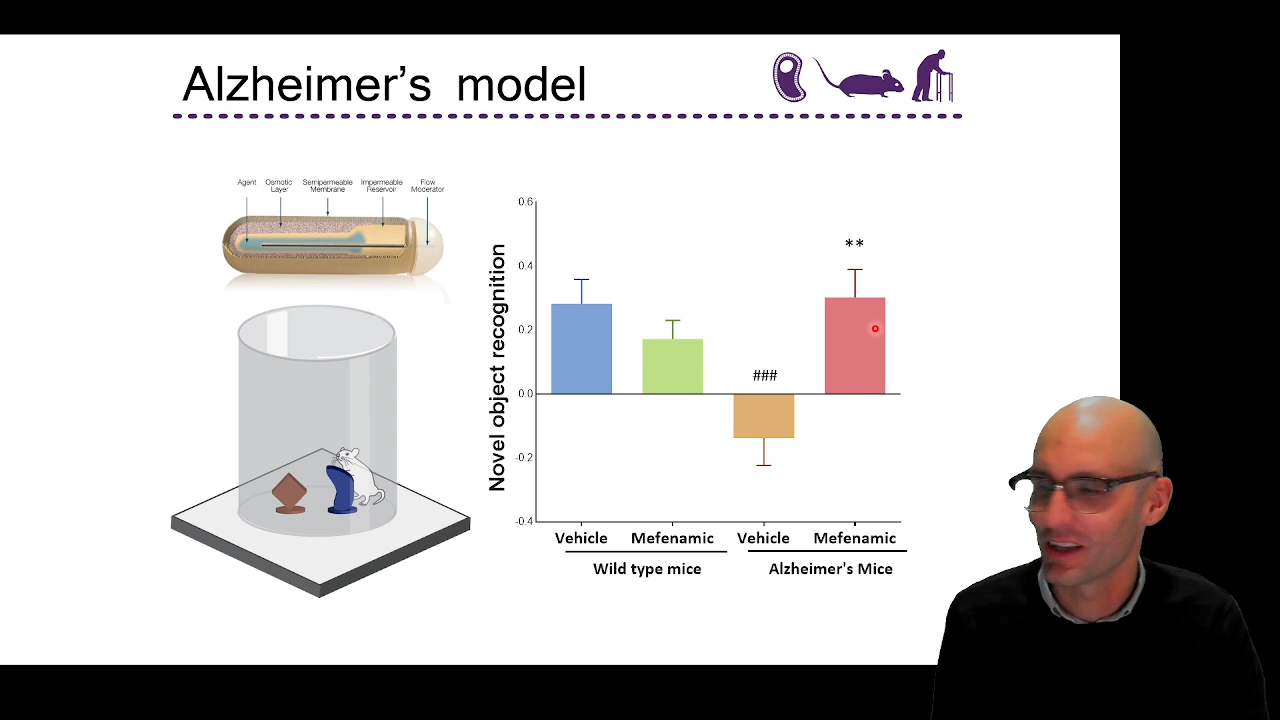 Alzheimer's model
Agent
Osmotic
Layer
Semipermeable
Membrane
Impermeable
Reservoir
Flow
Moderator
Novel object recognition
0.6
0.4
0.2
0.0
-0.2
-0.4
**
###
Vehicle Mefenamic Vehicle Mefenamic
Wild type mice Alzheimer's Mice